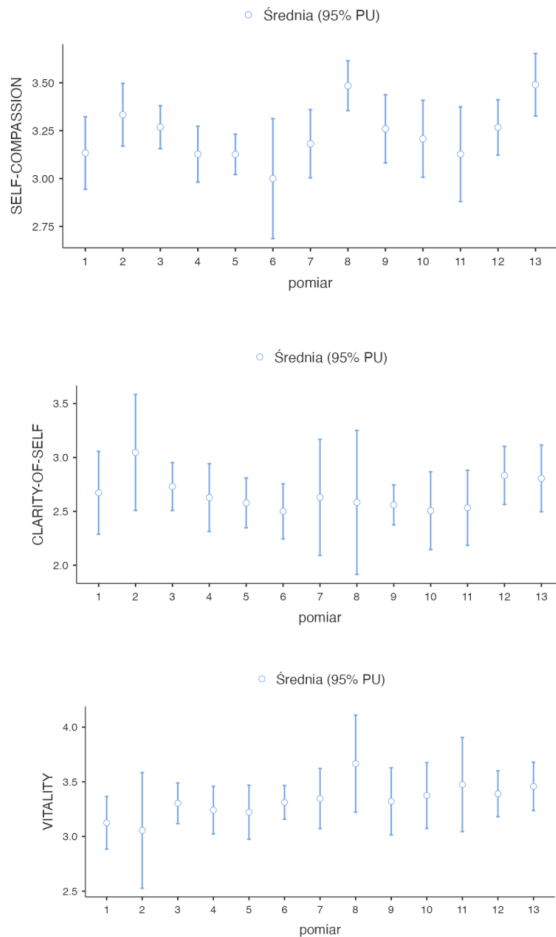 Średnia (95% PU)
SELF-COMPASSION
3.50
3.25
3.00
2.75
1 2 3 4 5 6 7 8 9 10 11 12 13
pomiar
Średnia (95% PU)
CLARITY-OF-SELF
3.5
3.0
2.5
2.0
1 2 3 4 5 6 7 8 9 10 11 12 13
pomiar
Średnia (95% PU)
VITALITY
4.0
3.5
3.0
2.5
1 2 3 4 5 6 7 8 9 10 11 12 13
pomiar